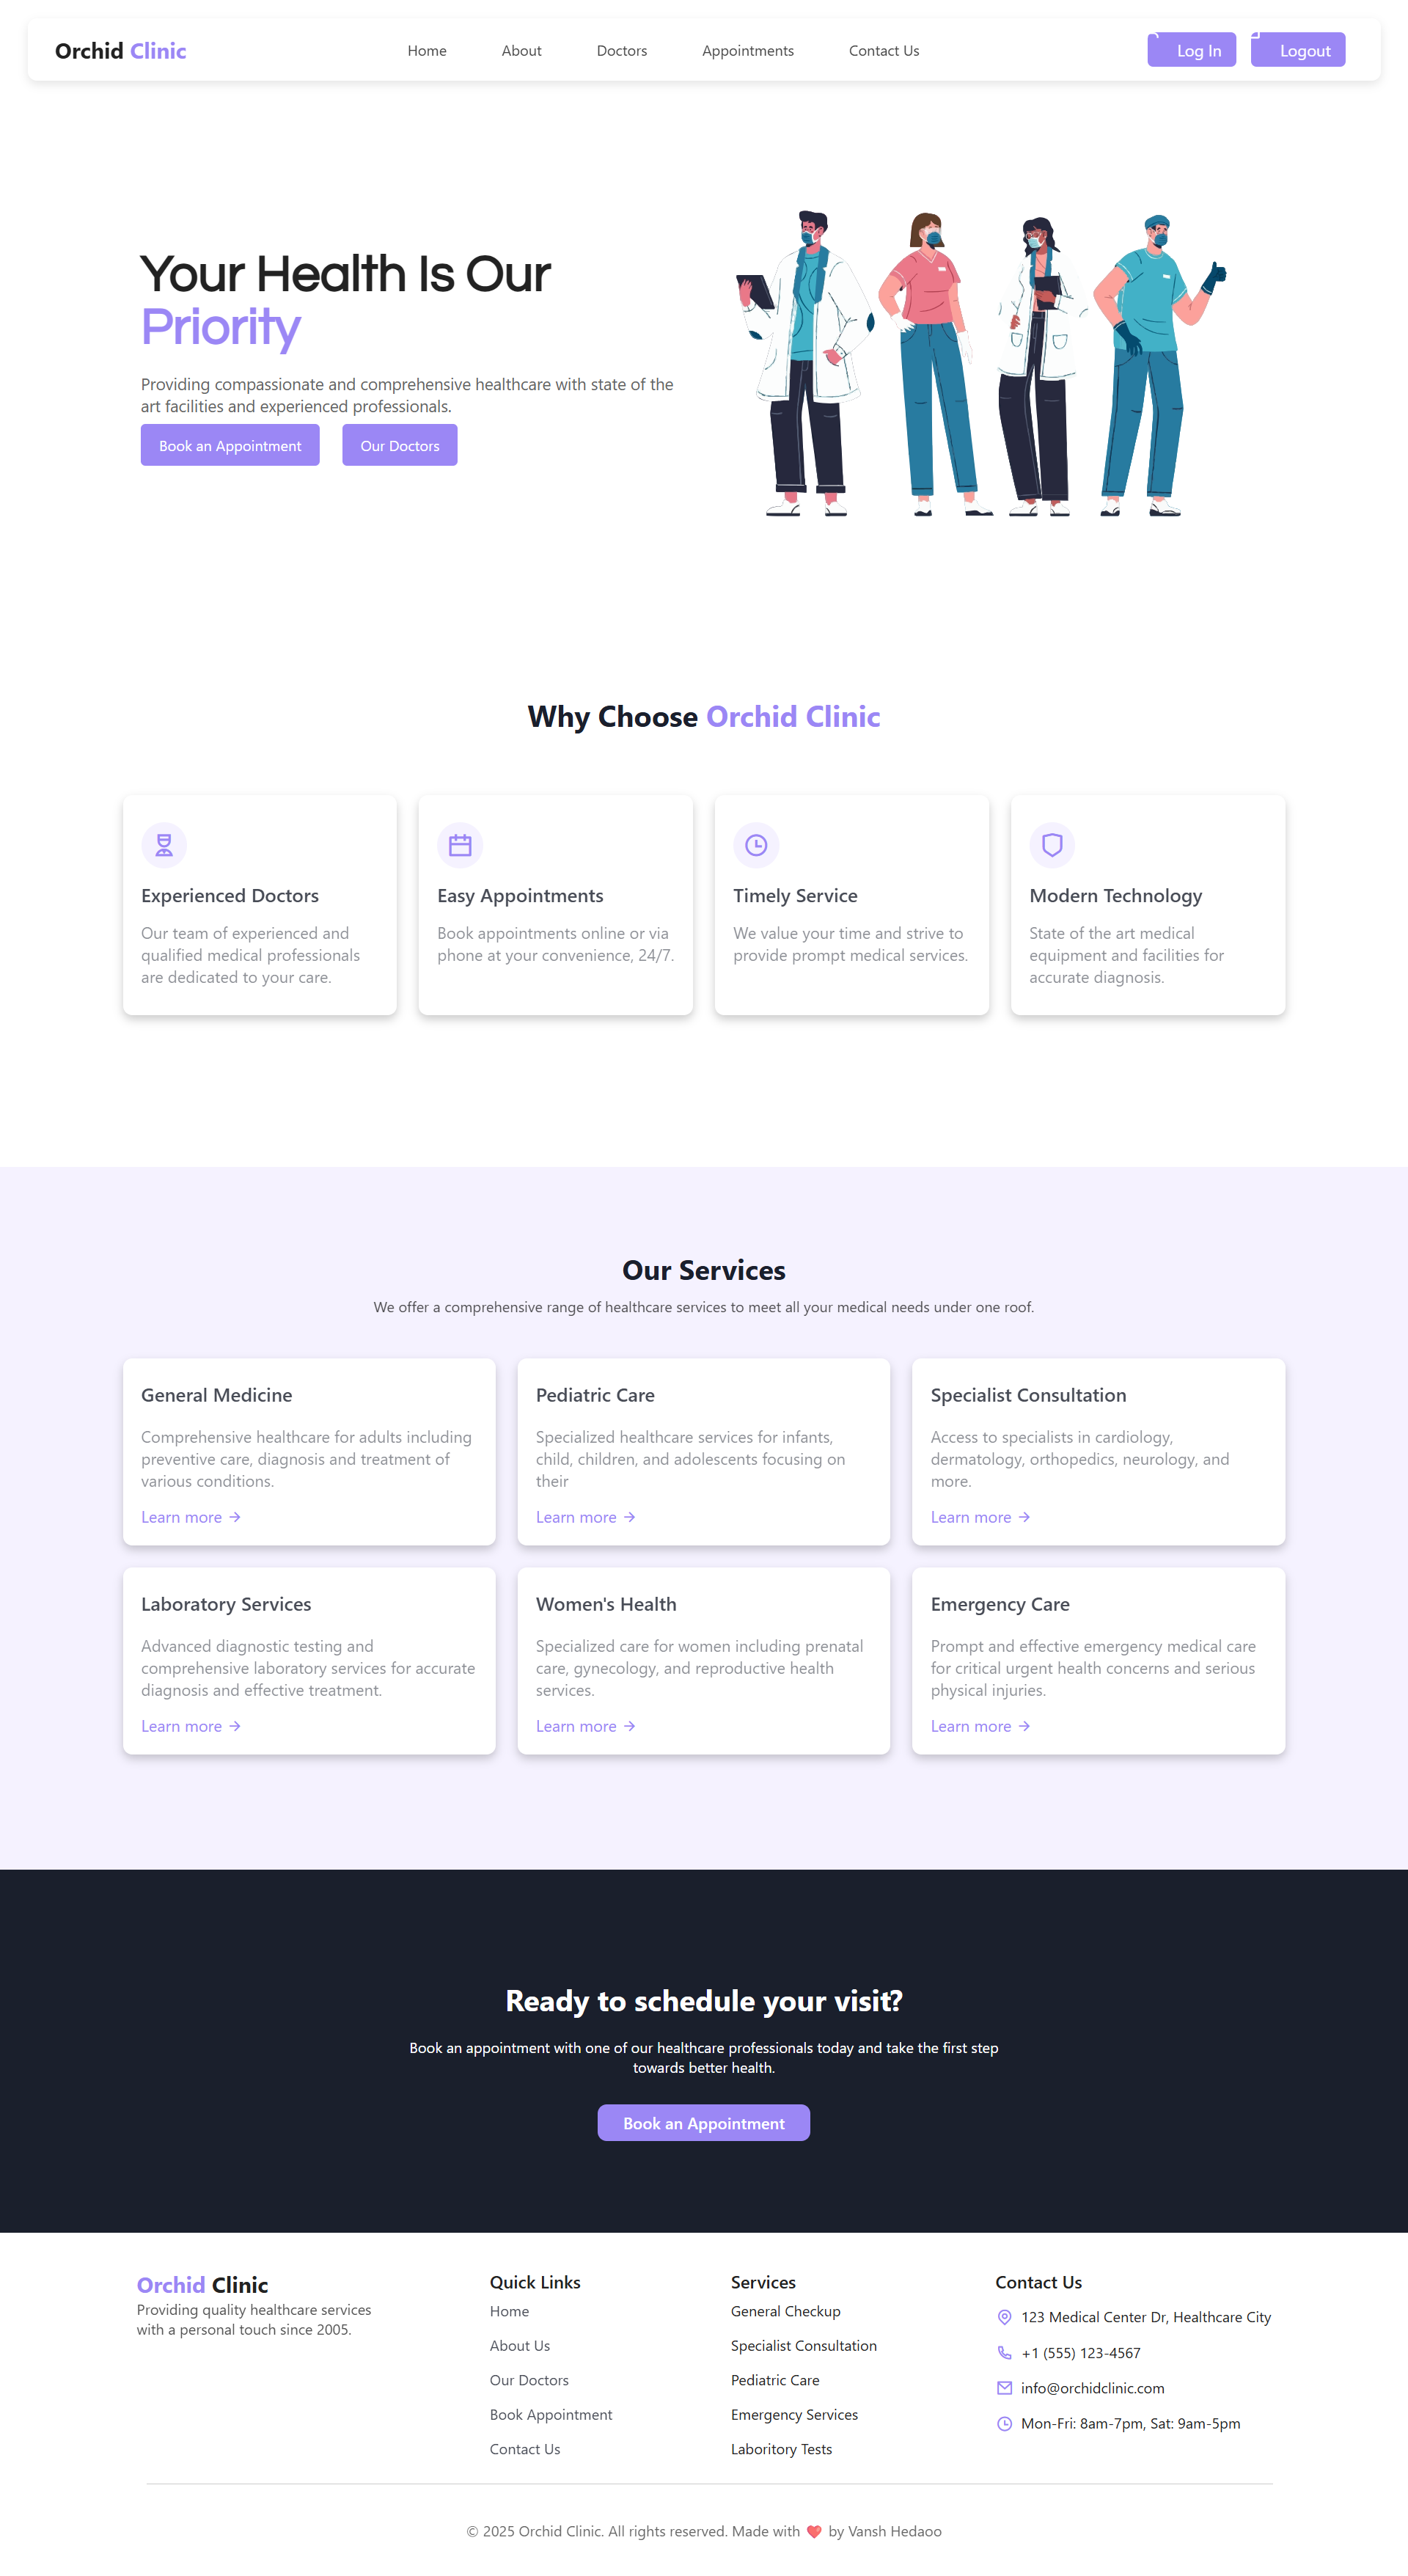 Orchid Clinic
Home
About
Doctors
Appointments
Contact Us
Log In
Logout
Your Health Is Our
Priority
Providing compassionate and comprehensive healthcare with state of the
art facilities and experienced professionals.
Book an Appointment
Our Doctors
Why Choose Orchid Clinic
Experienced Doctors
Our team of experienced and
qualified medical professionals
are dedicated to your care.
Easy Appointments
Book appointments online or via
phone at your convenience, 24/7.
Timely Service
We value your time and strive to
provide prompt medical services.
Modern Technology
State of the art medical
equipment and facilities for
accurate diagnosis.
Our Services
We offer a comprehensive range of healthcare services to meet all your medical needs under one roof.
General Medicine
Comprehensive healthcare for adults including
preventive care, diagnosis and treatment of
various conditions.
Learn more →
Pediatric Care
Specialized healthcare services for infants,
child, children, and adolescents focusing on
their
Learn more →
Specialist Consultation
Access to specialists in cardiology,
dermatology, orthopedics, neurology, and
more.
Learn more →
Laboratory Services
Advanced diagnostic testing and
comprehensive laboratory services for accurate
diagnosis and effective treatment.
Learn more →
Women's Health
Specialized care for women including prenatal
care, gynecology, and reproductive health
services.
Learn more →
Emergency Care
Prompt and effective emergency medical care
for critical urgent health concerns and serious
physical injuries.
Learn more →
Ready to schedule your visit?
Book an appointment with one of our healthcare professionals today and take the first step
towards better health.
Book an Appointment
Orchid Clinic
Providing quality healthcare services
with a personal touch since 2005.
Quick Links
Home
About Us
Our Doctors
Book Appointment
Contact Us
Services
General Checkup
Specialist Consultation
Pediatric Care
Emergency Services
Laboritory Tests
Contact Us
123 Medical Center Dr, Healthcare City
+1 (555) 123-4567
info@orchidclinic.com
Mon-Fri: 8am-7pm, Sat: 9am-5pm
© 2025 Orchid Clinic. All rights reserved. Made with ❤️ by Vansh Hedaoo